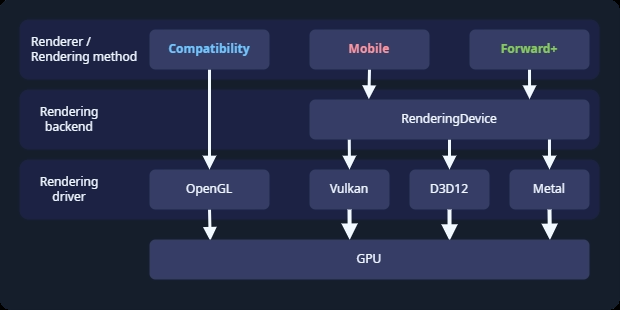 Renderer /
Rendering method
Compatibility
Mobile
Forward+
Rendering
backend
RenderingDevice
Rendering
driver
OpenGL
Vulkan
D3D12
Metal
GPU